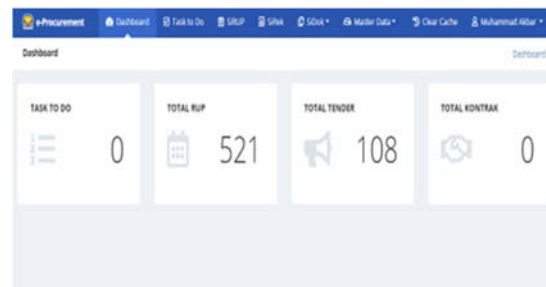 e-Procurement Dashboard Task to Do SiRUP SiRek SiDok Master Data Clear Cache Muhammad Akbar
Dashboard Dashboard
TASK TO DO TOTAL RUP TOTAL TENDER TOTAL KONTRAK
0 521 108 0